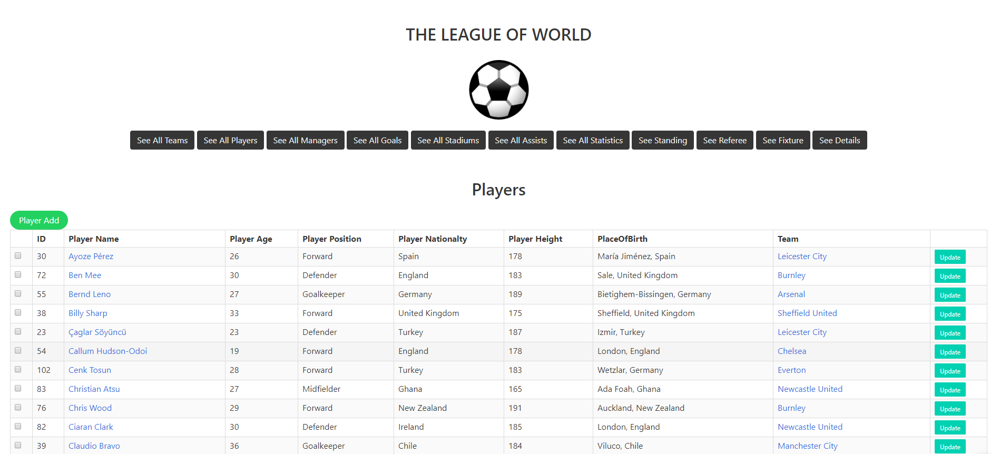 THE LEAGUE OF WORLD
See All Teams See All Players See All Managers See All Goals See All Stadiums See All Assists See All Statistics See Standing See Referee See Fixture See Details
Players
Player Add
ID Player Name Player Age Player Position Player Nationalty Player Height PlaceOfBirth Team
30 Ayoze Pérez 26 Forward Spain 178 María Jiménez, Spain Leicester City Update
72 Ben Mee 30 Defender England 183 Sale, United Kingdom Burnley Update
55 Bernd Leno 27 Goalkeeper Germany 189 Bietighem-Bissingen, Germany Arsenal Update
38 Billy Sharp 33 Forward United Kingdom 175 Sheffield, United Kingdom Sheffield United Update
23 Çaglar Söyüncü 23 Defender Turkey 187 Izmir, Turkey Leicester City Update
54 Callum Hudson-Odoi 19 Forward England 178 London, England Chelsea Update
102 Cenk Tosun 28 Forward Turkey 183 Wetzlar, Germany Everton Update
83 Christian Atsu 27 Midfielder Ghana 165 Ada Foah, Ghana Newcastle United Update
76 Chris Wood 29 Forward New Zealand 191 Auckland, New Zealand Burnley Update
82 Ciaran Clark 30 Defender Ireland 185 London, England Newcastle United Update
39 Claudio Bravo 36 Goalkeeper Chile 184 Viluco, Chile Manchester City Update